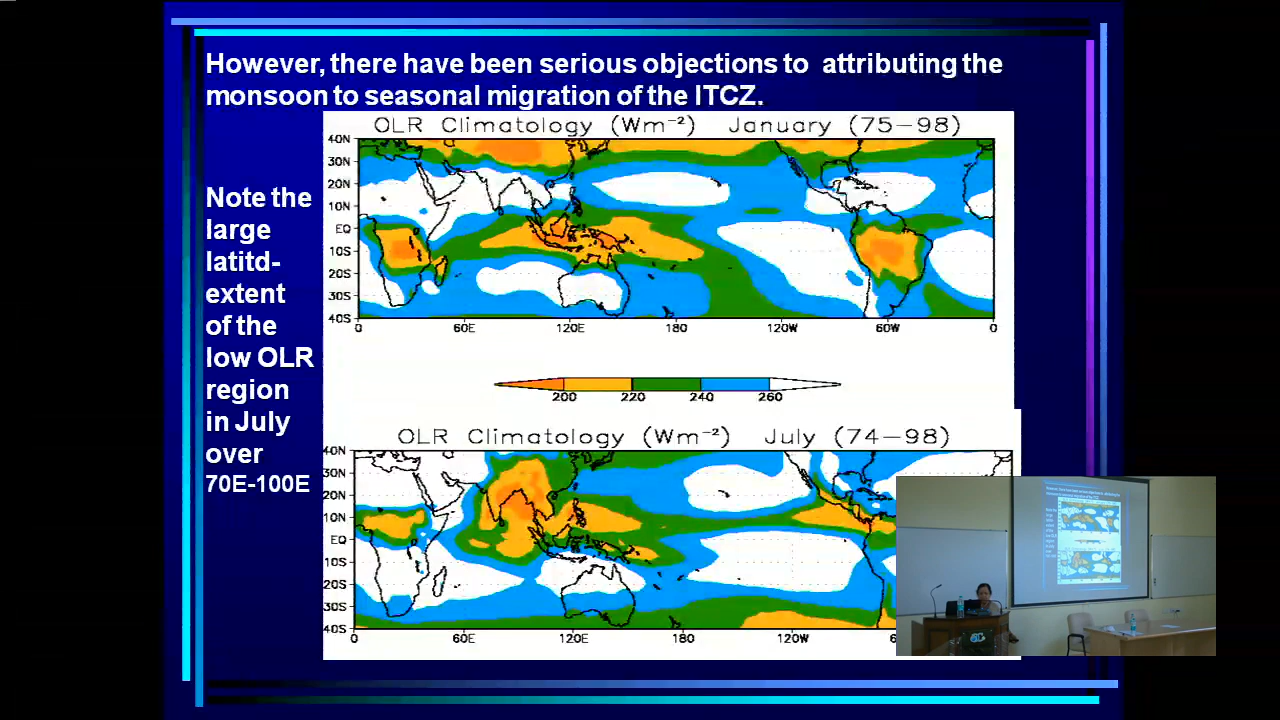 However, there have been serious objections to attributing the
monsoon to seasonal migration of the ITCZ.
Note the
large
latitd-
extent
of the
low OLR
region
in July
over
70E-100E
OLR Climatology (Wm⁻²) January (75-98)
40N
30N
20N
10N
EQ
10S
20S
30S
40S
0 60E 120E 180 120W 60W 0
200 220 240 260
OLR Climatology (Wm⁻²) July (74-98)
40N
30N
20N
10N
EQ
10S
20S
30S
40S
0 60E 120E 180 120W